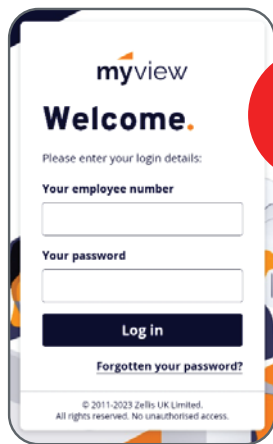 myview
Welcome.
Please enter your login details:
Your employee number
Your password
Log in
Forgotten your password?
© 2011-2023 Zellis UK Limited.
All rights reserved. No unauthorised access.